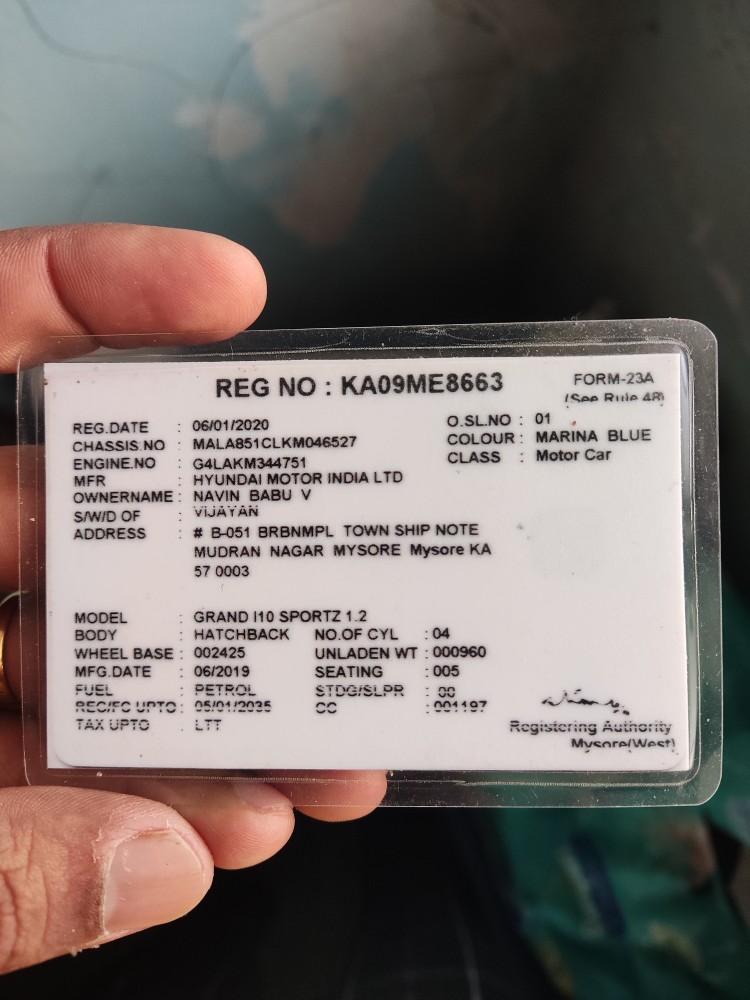 REG NO : KA09ME8663
FORM-23A
(See Rule 48)
REG.DATE : 06/01/2020
O.SL.NO : 01
CHASSIS.NO : MALA851CLKM046527
COLOUR : MARINA BLUE
ENGINE.NO : G4LAKM344751
CLASS : Motor Car
MFR : HYUNDAI MOTOR INDIA LTD
OWNERNAME : NAVIN BABU V
S/W/D OF : VIJAYAN
ADDRESS : # B-051 BRBNMPL TOWN SHIP NOTE
MUDRAN NAGAR MYSORE Mysore KA
57 0003
MODEL : GRAND I10 SPORTZ 1.2
BODY : HATCHBACK NO.OF CYL : 04
WHEEL BASE : 002425 UNLADEN WT : 000960
MFG.DATE : 06/2019 SEATING : 005
FUEL : PETROL STDG/SLPR : 00
REC/FC UPTO : 05/01/2035 CC : 001197
TAX UPTO : LTT
Registering Authority
Mysore(West)